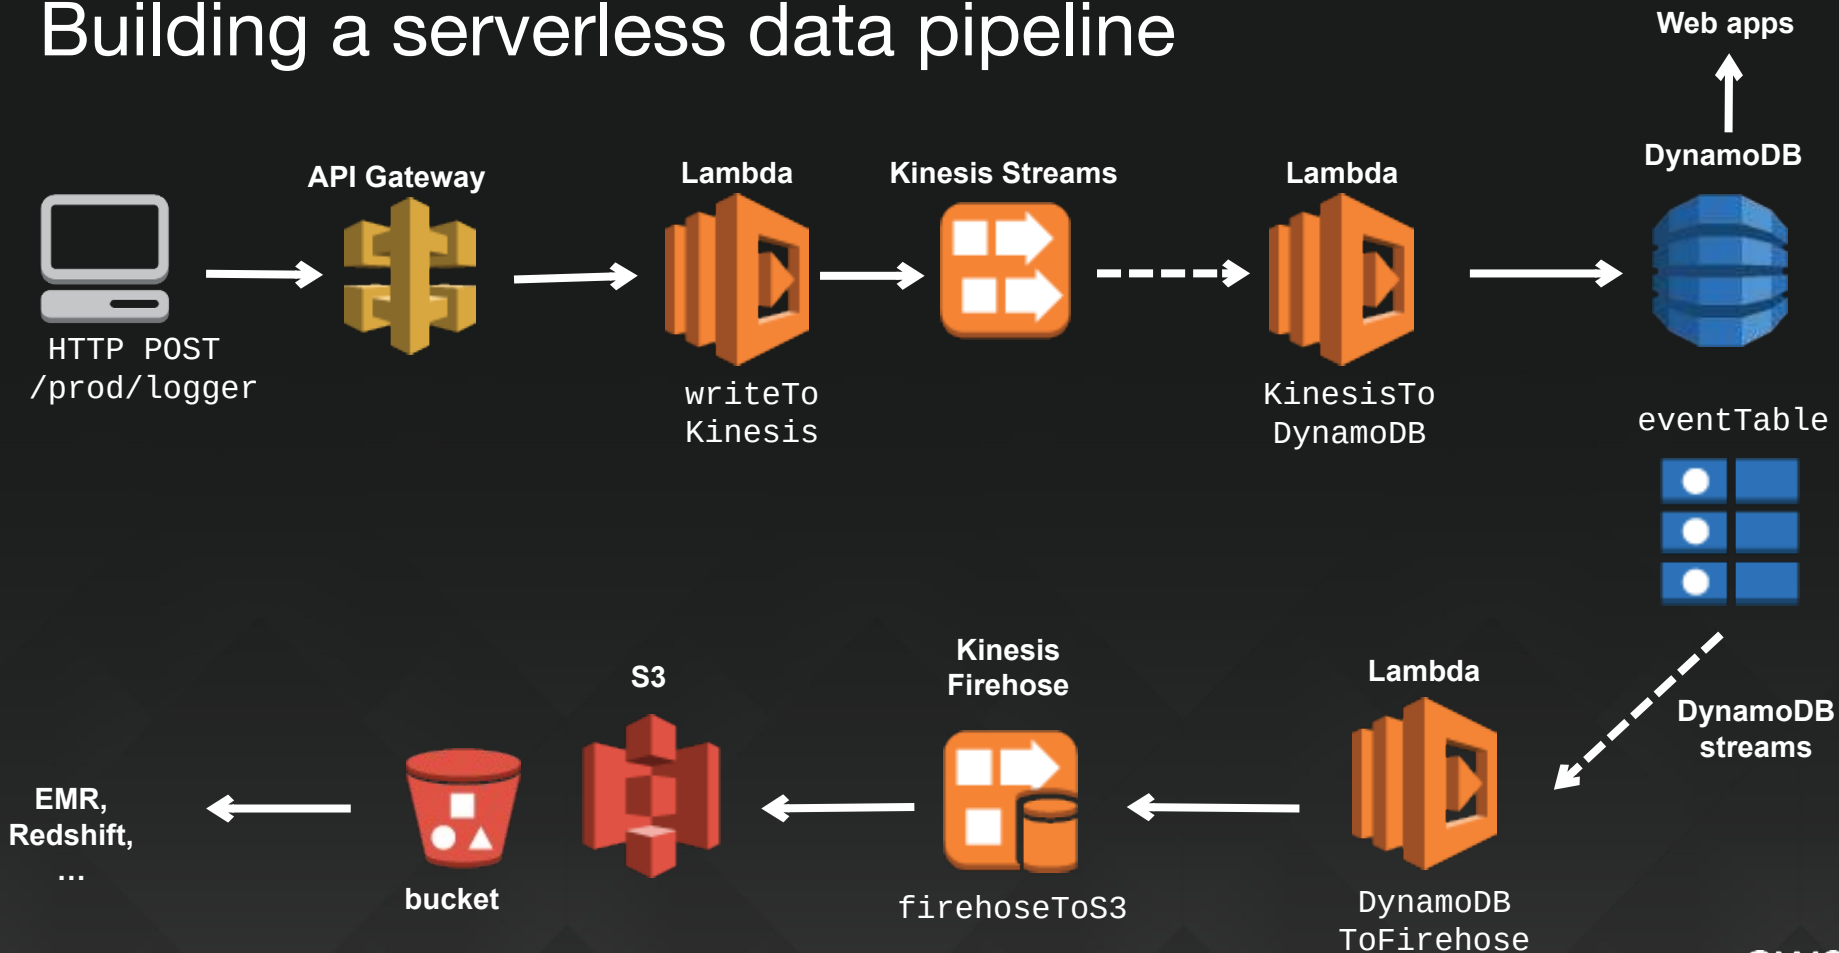 Building a serverless data pipeline
Web apps
DynamoDB
API Gateway
Lambda
Kinesis Streams
Lambda
HTTP POST
/prod/logger
writeTo
Kinesis
KinesisTo
DynamoDB
eventTable
DynamoDB
streams
Lambda
DynamoDB
ToFirehose
Kinesis
Firehose
firehoseToS3
S3
bucket
EMR,
Redshift,
...